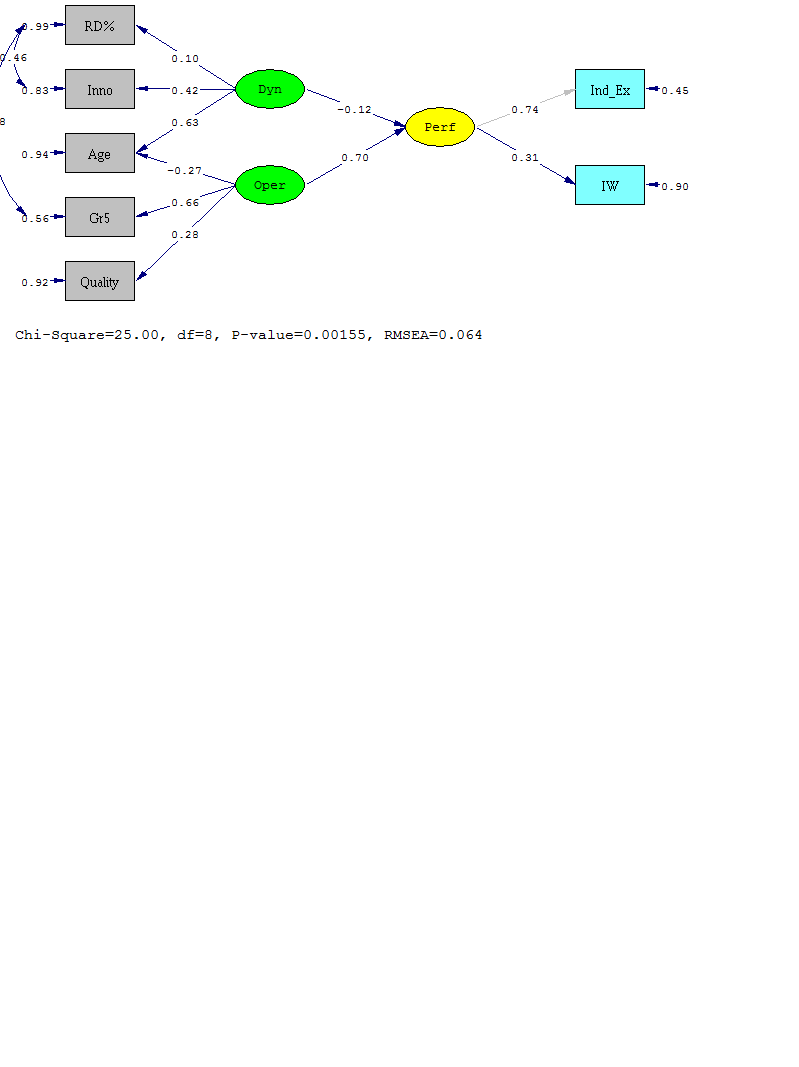 0.99
RD%
0.46
0.10
0.83
Inno
0.42
Dyn
Ind_Ex
0.45
-0.12
0.74
8
0.63
Perf
0.94
Age
0.70
0.31
-0.27
Oper
IW
0.90
0.66
0.56
Gr5
0.28
0.92
Quality
Chi-Square=25.00, df=8, P-value=0.00155, RMSEA=0.064